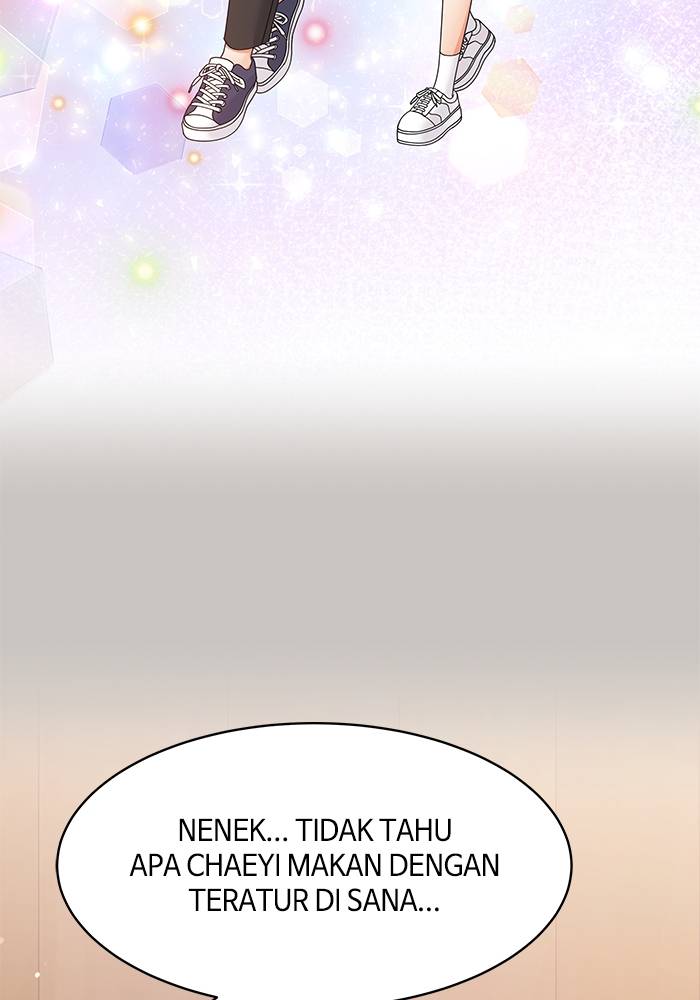 NENEK... TIDAK TAHU
APA CHAEYI MAKAN DENGAN
TERATUR DI SANA...